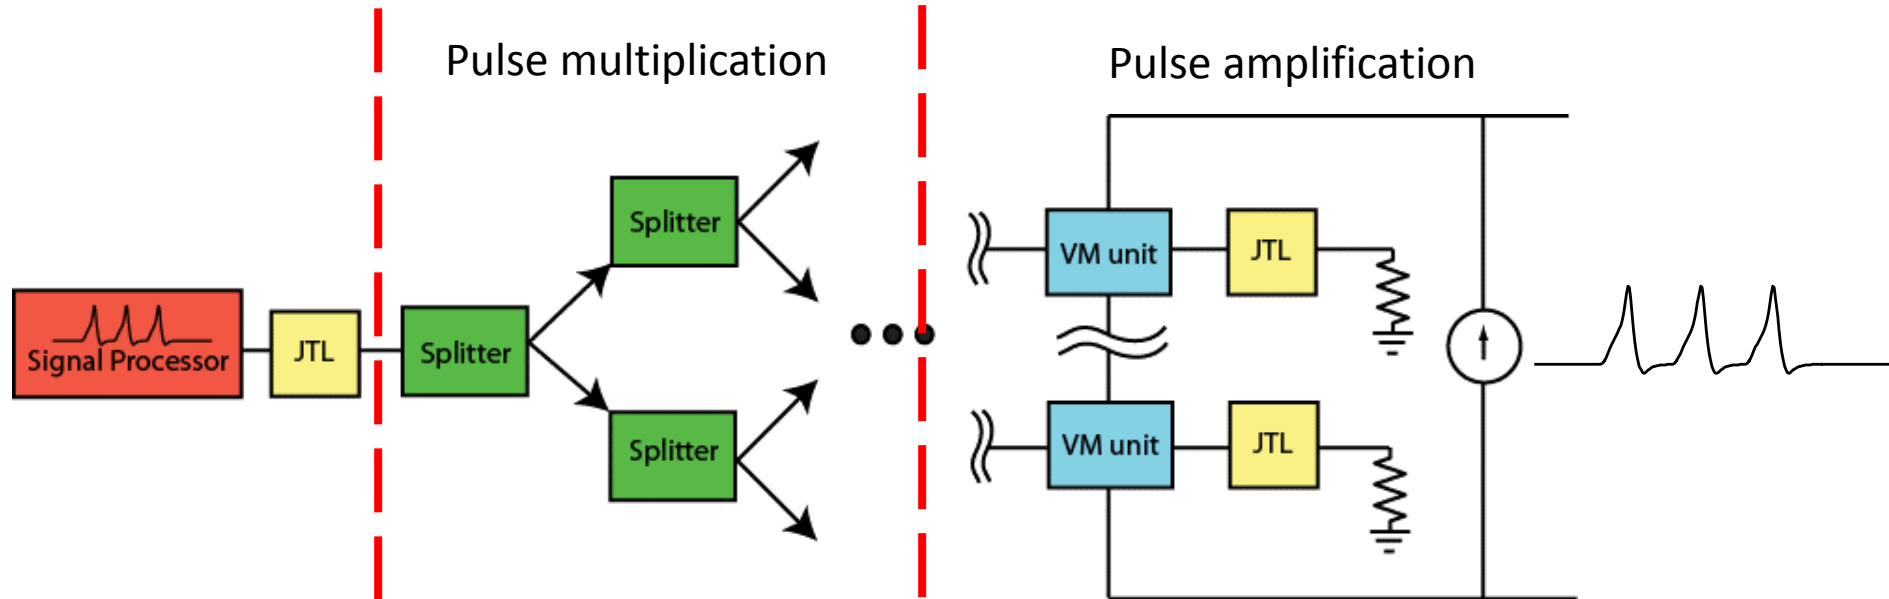 Pulse multiplication
Pulse amplification
Signal Processor
JTL
Splitter
Splitter
Splitter
VM unit
JTL
VM unit
JTL